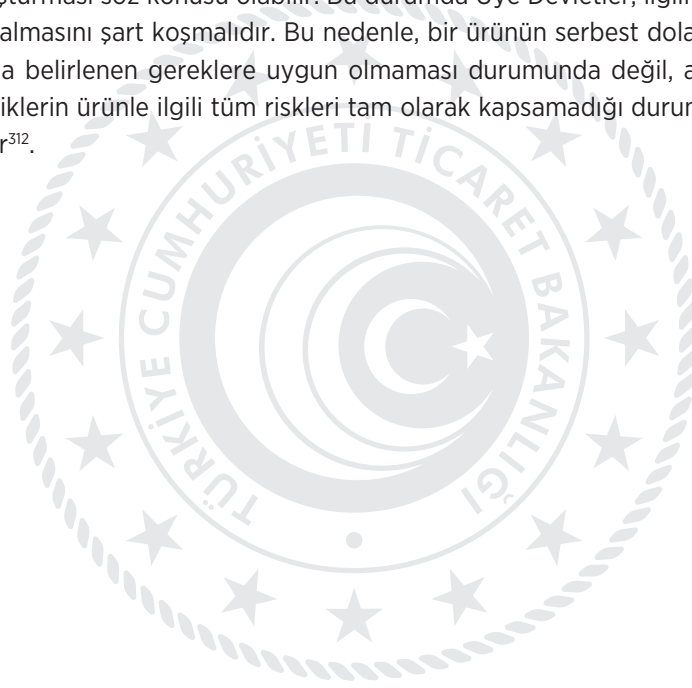 şturması söz konusu olabilir. Bu durumda Üye Devletler, ilgili
almasını şart koşmalıdır. Bu nedenle, bir ürünün serbest dola
a belirlenen gereklere uygun olmaması durumunda değil, a
iklerin ürünle ilgili tüm riskleri tam olarak kapsamadığı durur
r³¹².
TÜRKİYE CUMHURİYETİ TİCARET BAKANLIĞI